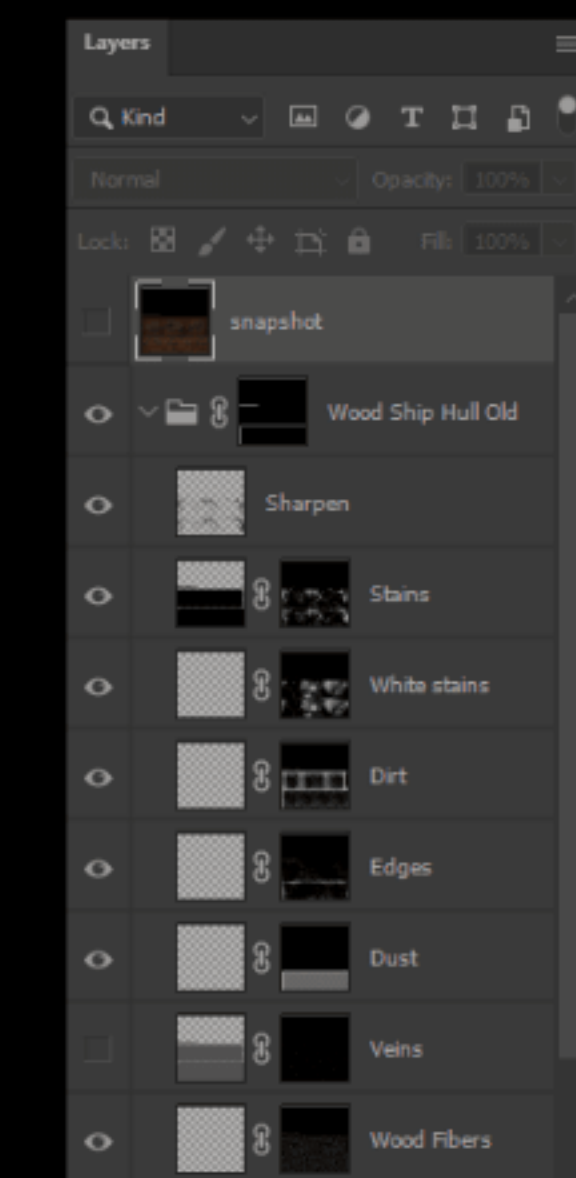 Layers
Kind
Normal Opacity: 100%
Lock: Fill: 100%
snapshot
Wood Ship Hull Old
Sharpen
Stains
White stains
Dirt
Edges
Dust
Veins
Wood Fibers